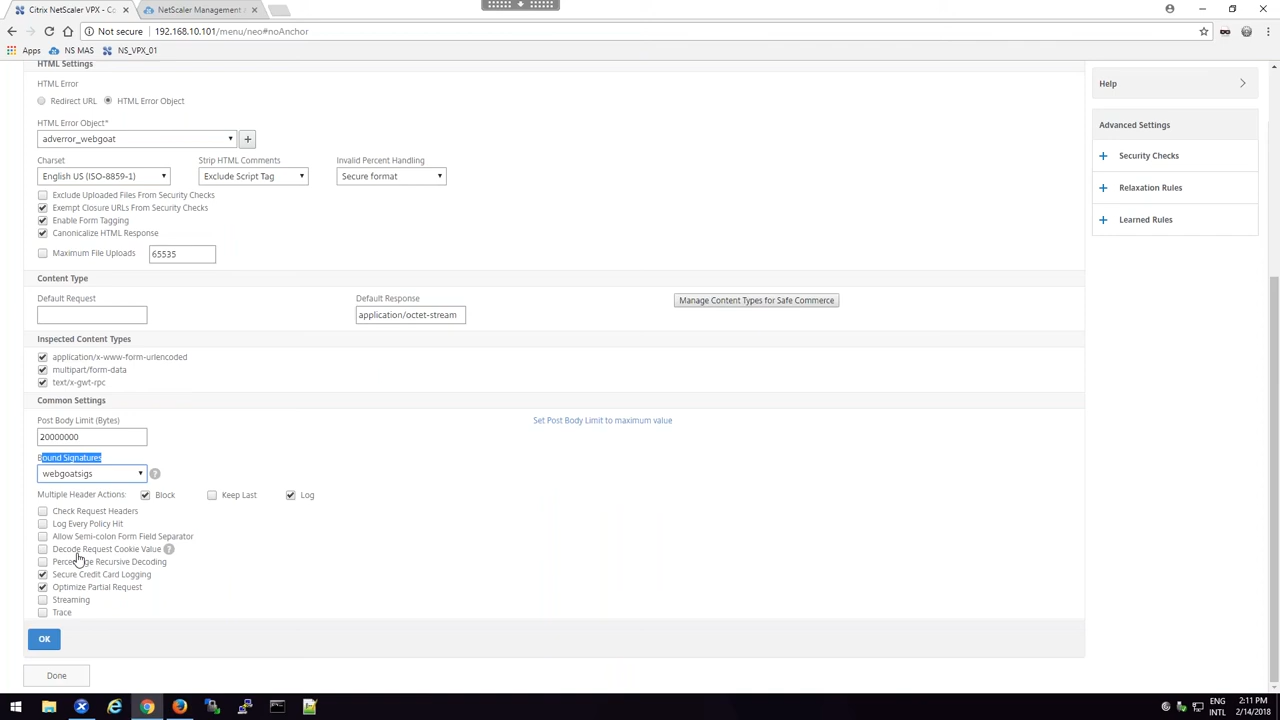 Citrix NetScaler VPX - Co
NetScaler Management A
Not secure
192.168.10.101/menu/neo#noAnchor
Apps
NS MAS
NS_VPX_01
HTML Settings
HTML Error
Redirect URL
HTML Error Object
HTML Error Object*
adverror_webgoat
Charset
Strip HTML Comments
Invalid Percent Handling
English US (ISO-8859-1)
Exclude Script Tag
Secure format
Exclude Uploaded Files From Security Checks
Exempt Closure URLs From Security Checks
Enable Form Tagging
Canonicalize HTML Response
Maximum File Uploads
65535
Content Type
Default Request
Default Response
application/octet-stream
Manage Content Types for Safe Commerce
Inspected Content Types
application/x-www-form-urlencoded
multipart/form-data
text/x-gwt-rpc
Common Settings
Post Body Limit (Bytes)
Set Post Body Limit to maximum value
20000000
Bound Signatures
webgoatsigs
?
Multiple Header Actions:
Block
Keep Last
Log
Check Request Headers
Log Every Policy Hit
Allow Semi-colon Form Field Separator
Decode Request Cookie Value
?
Percentage Recursive Decoding
Secure Credit Card Logging
Optimize Partial Request
Streaming
Trace
OK
Done
Help
Advanced Settings
Security Checks
Relaxation Rules
Learned Rules
ENG
INTL
2:11 PM
2/14/2018